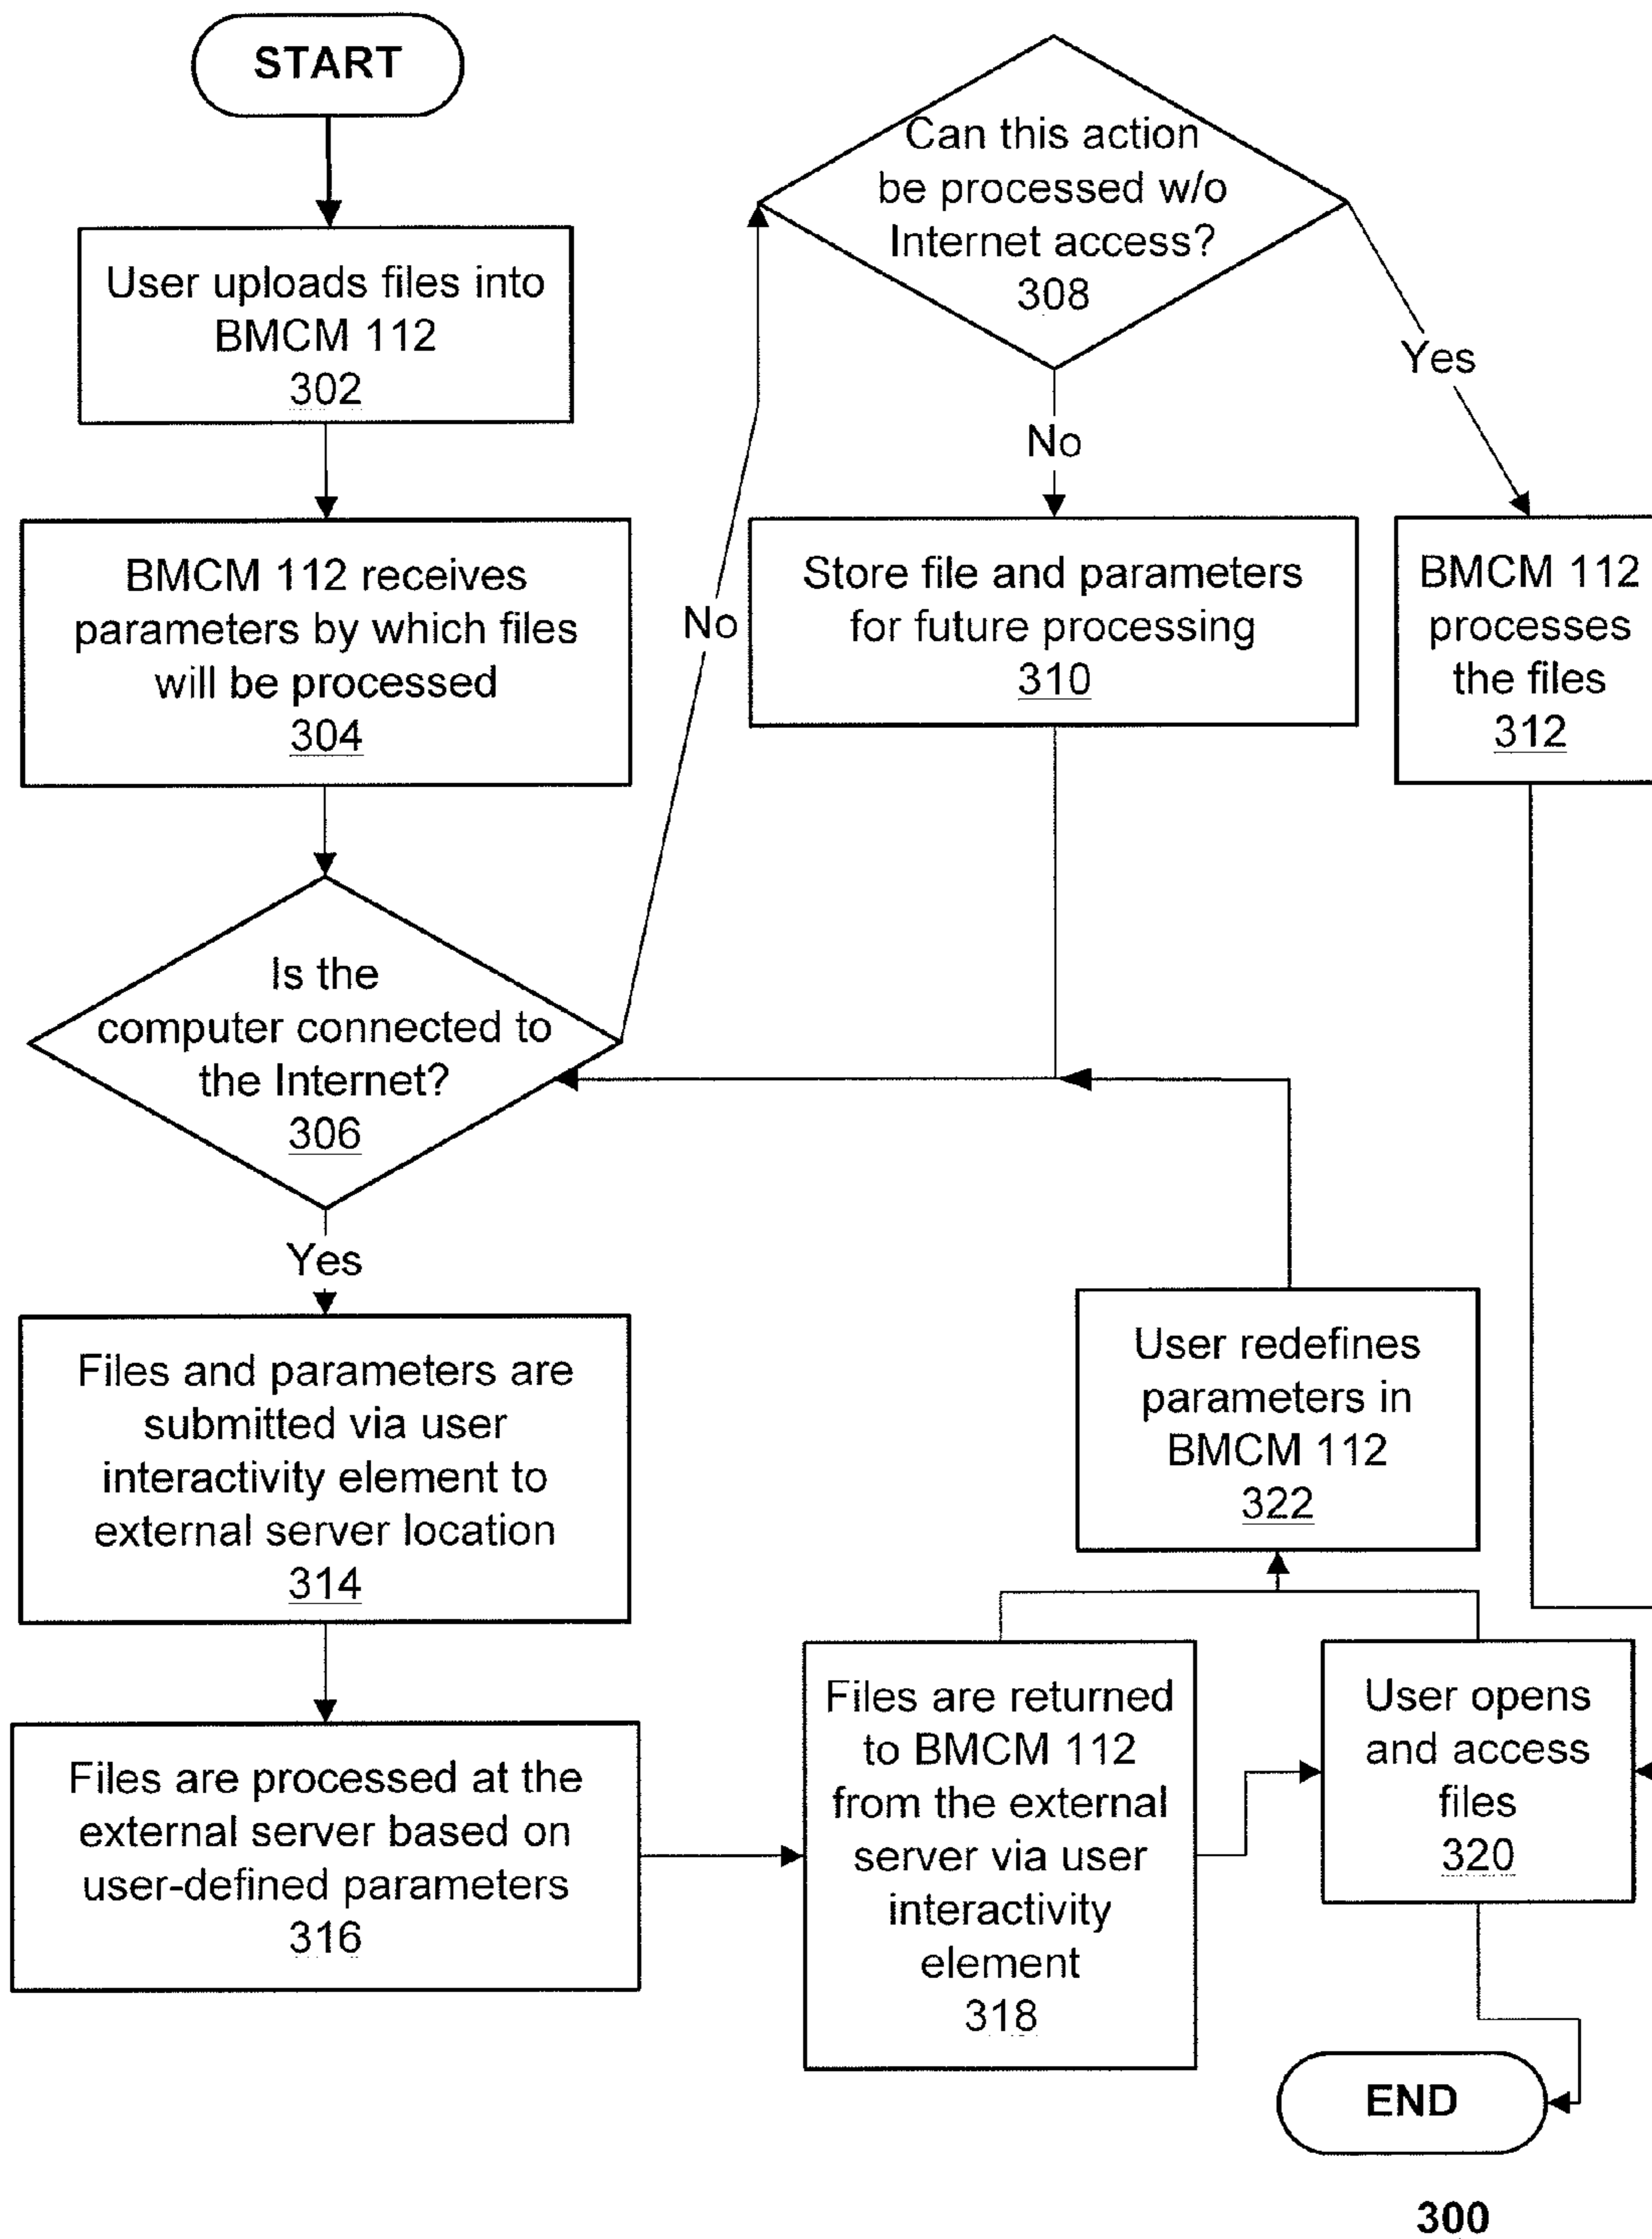 START
User uploads files into
BMCM 112
302
BMCM 112 receives
parameters by which files
will be processed
304
Is the
computer connected to
the Internet?
306
No
Yes
Can this action
be processed w/o
Internet access?
308
No
Yes
Store file and parameters
for future processing
310
BMCM 112
processes
the files
312
Files and parameters are
submitted via user
interactivity element to
external server location
314
Files are processed at the
external server based on
user-defined parameters
316
Files are returned
to BMCM 112
from the external
server via user
interactivity
element
318
User opens
and access
files
320
User redefines
parameters in
BMCM 112
322
END
300